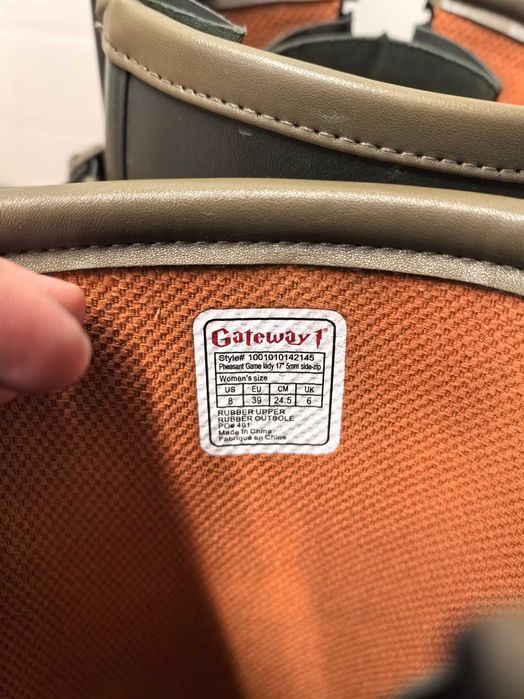 Gateway1
Style# 1001010142145
Pheasant Game lady 17" 5mm side-zip
Women's size
US EU CM UK
8 39 24.5 6
RUBBER UPPER
RUBBER OUTSOLE
PO# 491
Made in China
Fabriqué en Chine